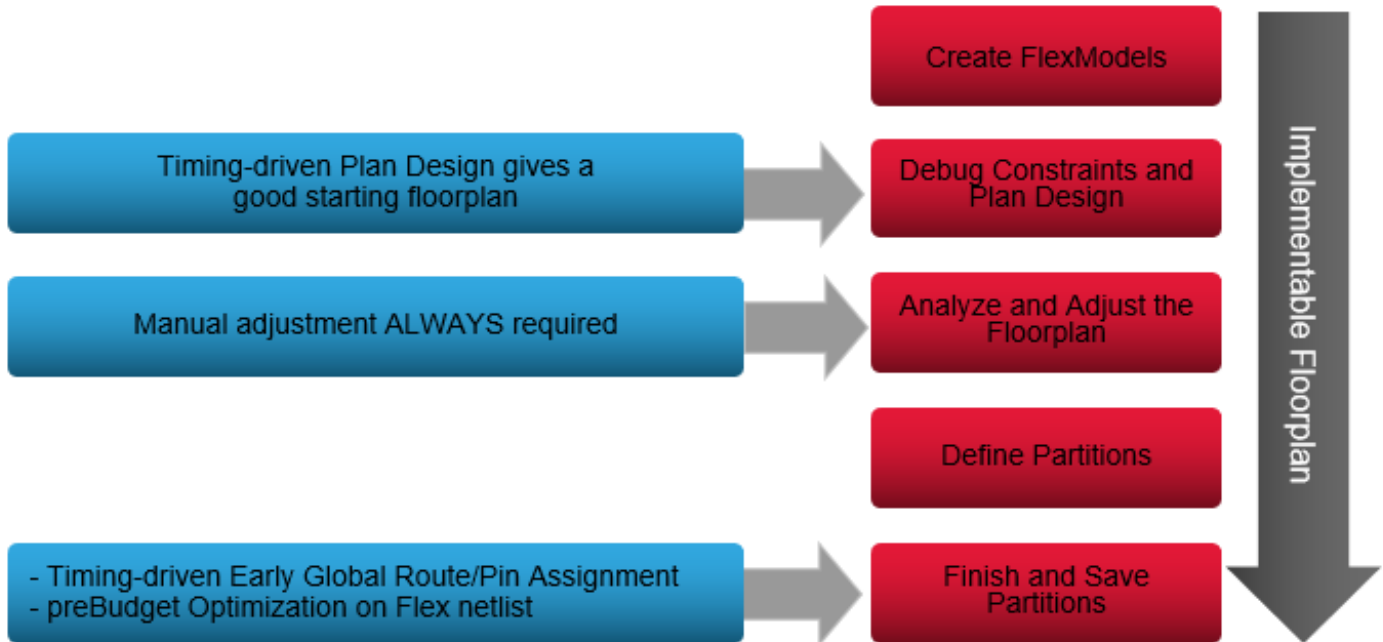 Create FlexModels
Timing-driven Plan Design gives a
good starting floorplan
Debug Constraints and
Plan Design
Manual adjustment ALWAYS required
Analyze and Adjust the
Floorplan
Define Partitions
- Timing-driven Early Global Route/Pin Assignment
- preBudget Optimization on Flex netlist
Finish and Save
Partitions
Implementable Floorplan